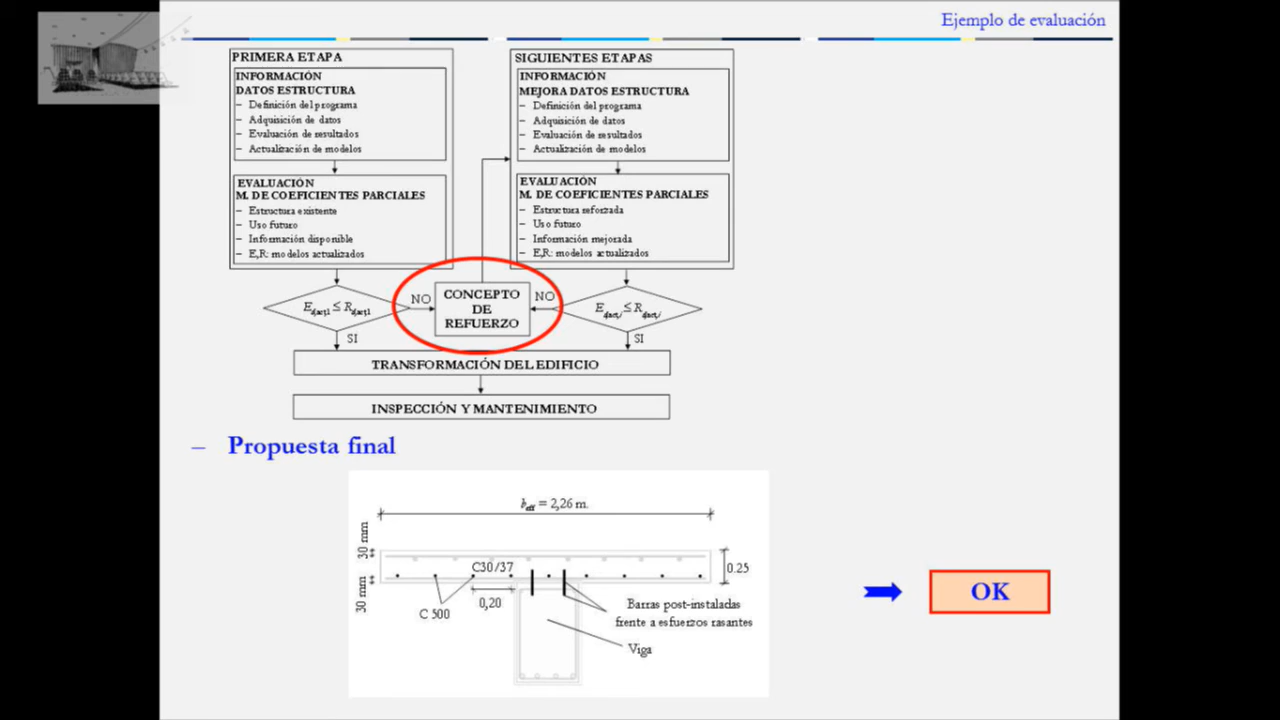 Ejemplo de evaluación
PRIMERA ETAPA
INFORMACIÓN
DATOS ESTRUCTURA
– Definición del programa
– Adquisición de datos
– Evaluación de resultados
– Actualización de modelos
EVALUACIÓN
M. DE COEFICIENTES PARCIALES
– Estructura existente
– Uso futuro
– Información disponible
– E,R: modelos actualizados
SIGUIENTES ETAPAS
INFORMACIÓN
MEJORA DATOS ESTRUCTURA
– Definición del programa
– Adquisición de datos
– Evaluación de resultados
– Actualización de modelos
EVALUACIÓN
M. DE COEFICIENTES PARCIALES
– Estructura reforzada
– Uso futuro
– Información mejorada
– E,R: modelos actualizados
NO
CONCEPTO
DE
REFUERZO
NO
SI
SI
TRANSFORMACIÓN DEL EDIFICIO
INSPECCIÓN Y MANTENIMIENTO
– Propuesta final
beff = 2,26 m.
30 mm
30 mm
C30/37
0.25
0,20
C 500
Barras post-instaladas
frente a esfuerzos rasantes
Viga
OK